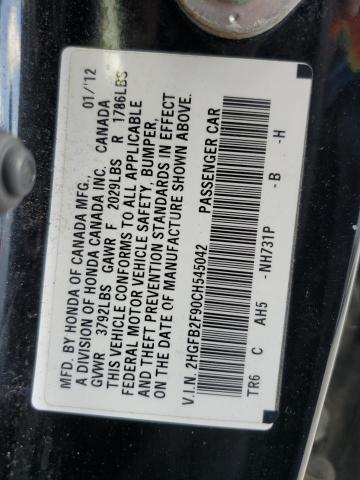 MFD. BY HONDA OF CANADA MFG., 01/'12
A DIVISION OF HONDA CANADA INC. CANADA
GVWR 3792LBS GAWR F 2029LBS R 1786LBS
THIS VEHICLE CONFORMS TO ALL APPLICABLE
FEDERAL MOTOR VEHICLE SAFETY, BUMPER,
AND THEFT PREVENTION STANDARDS IN EFFECT
ON THE DATE OF MANUFACTURE SHOWN ABOVE.
V.I.N. 2HGFB2F90CH545042 PASSENGER CAR
TR6 C AH5 -NH731P -B -H